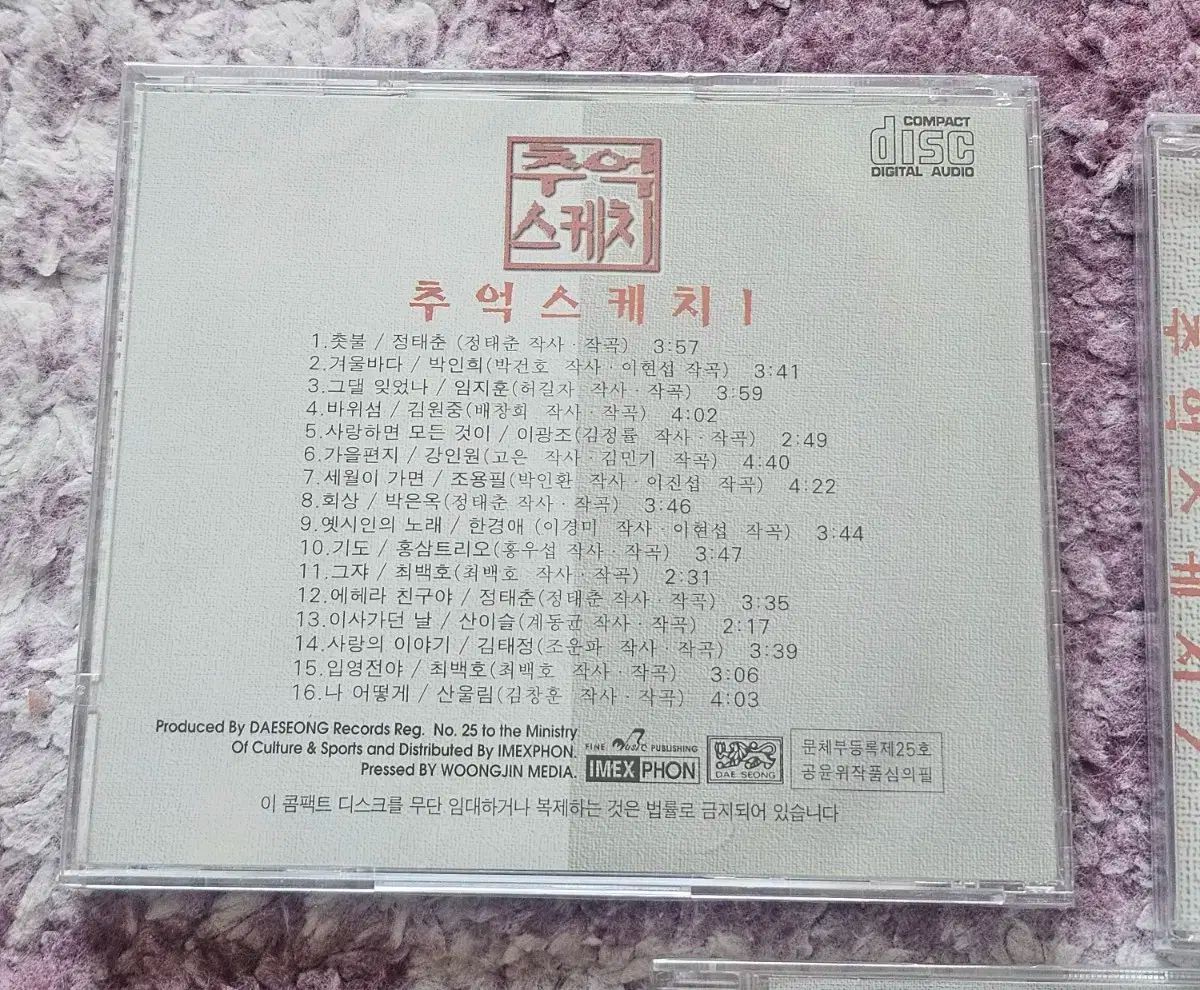 COMPACT
disc
DIGITAL AUDIO
추억
스케치
추억스케치 I
1.촛불 / 정태춘 (정태춘 작사·작곡) 3:57
2.겨울바다 / 박인희(박건호 작사·이현섭 작곡) 3:41
3.그댈 잊었나 / 임지훈(허길자 작사·작곡) 3:59
4.바위섬 / 김원중(배창희 작사·작곡) 4:02
5.사랑하면 모든 것이 / 이광조(김정률 작사·작곡) 2:49
6.가을편지 / 강인원(고은 작사·김민기 작곡) 4:40
7.세월이 가면 / 조용필(박인환 작사·이진섭 작곡) 4:22
8.회상 / 박은옥(정태춘 작사·작곡) 3:46
9.옛시인의 노래 / 한경애 (이경미 작사·이현섭 작곡) 3:44
10.기도 / 홍삼트리오(홍우섭 작사·작곡) 3:47
11.그쟈 / 최백호(최백호 작사·작곡) 2:31
12.에헤라 친구야 / 정태춘(정태춘 작사·작곡) 3:35
13.이사가던 날 / 산이슬(계동균 작사·작곡) 2:17
14.사랑의 이야기 / 김태정(조운파 작사·작곡) 3:39
15.입영전야 / 최백호(최백호 작사·작곡) 3:06
16.나 어떻게 / 산울림(김창훈 작사·작곡) 4:03
Produced By DAESEONG Records Reg. No. 25 to the Ministry
Of Culture & Sports and Distributed By IMEXPHON.
Pressed BY WOONGJIN MEDIA.
FINE Music PUBLISHING
IMEX PHON
DAE SEONG
문체부등록제25호
공윤위작품심의필
이 콤팩트 디스크를 무단 임대하거나 복제하는 것은 법률로 금지되어 있습니다
추억스케치